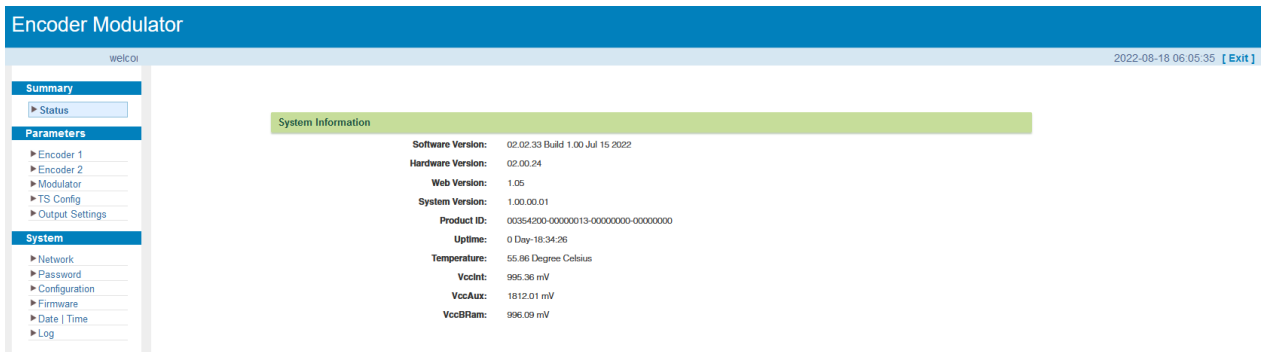 Encoder Modulator
2022-08-18 06:05:35 [ Exit ]
Summary
Status
Parameters
Encoder 1
Encoder 2
Modulator
TS Config
Output Settings
System
Network
Password
Configuration
Firmware
Date | Time
Log
System Information
Software Version: 02.02.33 Build 1.00 Jul 15 2022
Hardware Version: 02.00.24
Web Version: 1.05
System Version: 1.00.00.01
Product ID: 00354200-00000013-00000000-00000000
Uptime: 0 Day-18:34:26
Temperature: 55.86 Degree Celsius
VccInt: 995.36 mV
VccAux: 1812.01 mV
VccBRam: 996.09 mV